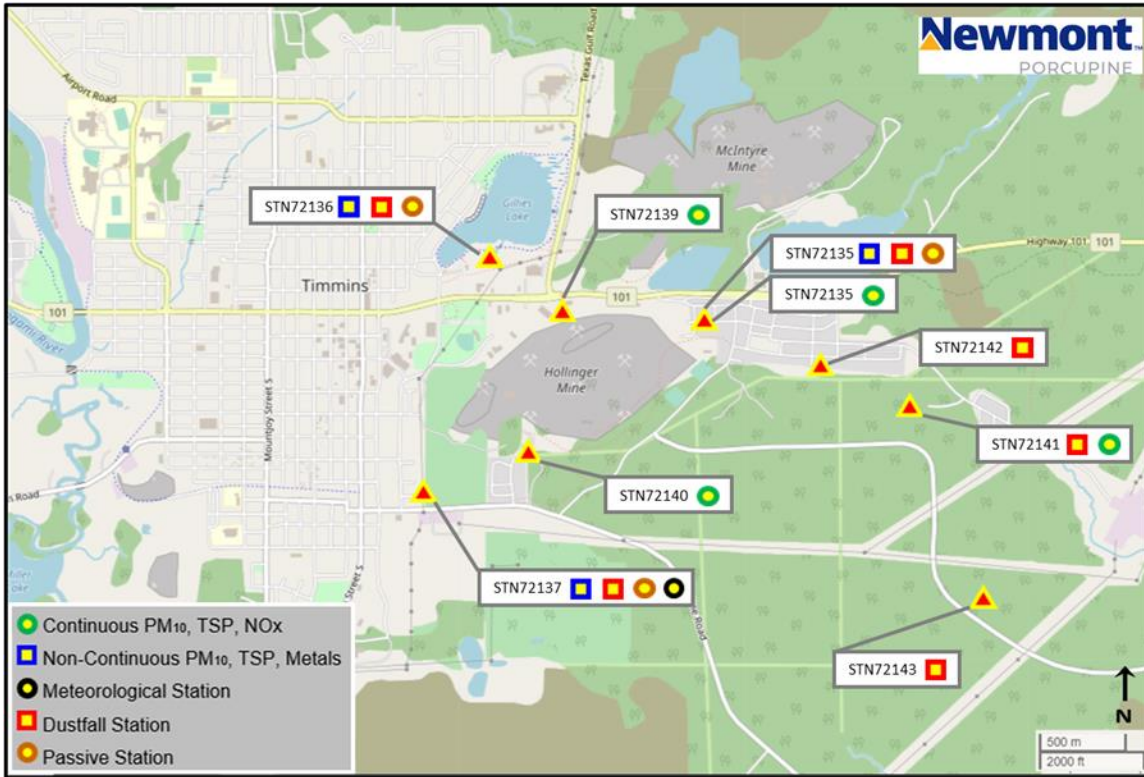 Newmont™
PORCUPINE
Airport Road
Texas Gulf Road
McIntyre
Mine
Gillies
Lake
STN72136
STN72139
STN72135
STN72135
Highway 101
101
Timmins
101
101
STN72142
Hollinger
Mine
Mountjoy Street S
STN72141
STN72140
STN72137
STN72143
Continuous PM₁₀, TSP, NOx
Non-Continuous PM₁₀, TSP, Metals
Meteorological Station
Dustfall Station
Passive Station
N
500 m
2000 ft